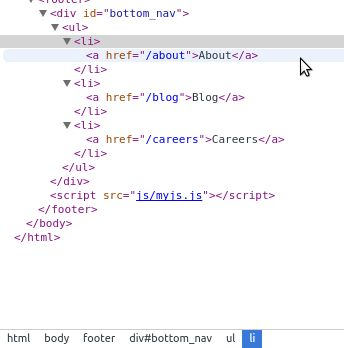 <footer>
<div id="bottom_nav">
<ul>
<li>
<a href="/about">About</a>
</li>
<li>
<a href="/blog">Blog</a>
</li>
<li>
<a href="/careers">Careers</a>
</li>
</ul>
</div>
<script src="js/myjs.js"></script>
</footer>
</body>
</html>
html body footer div#bottom_nav ul li